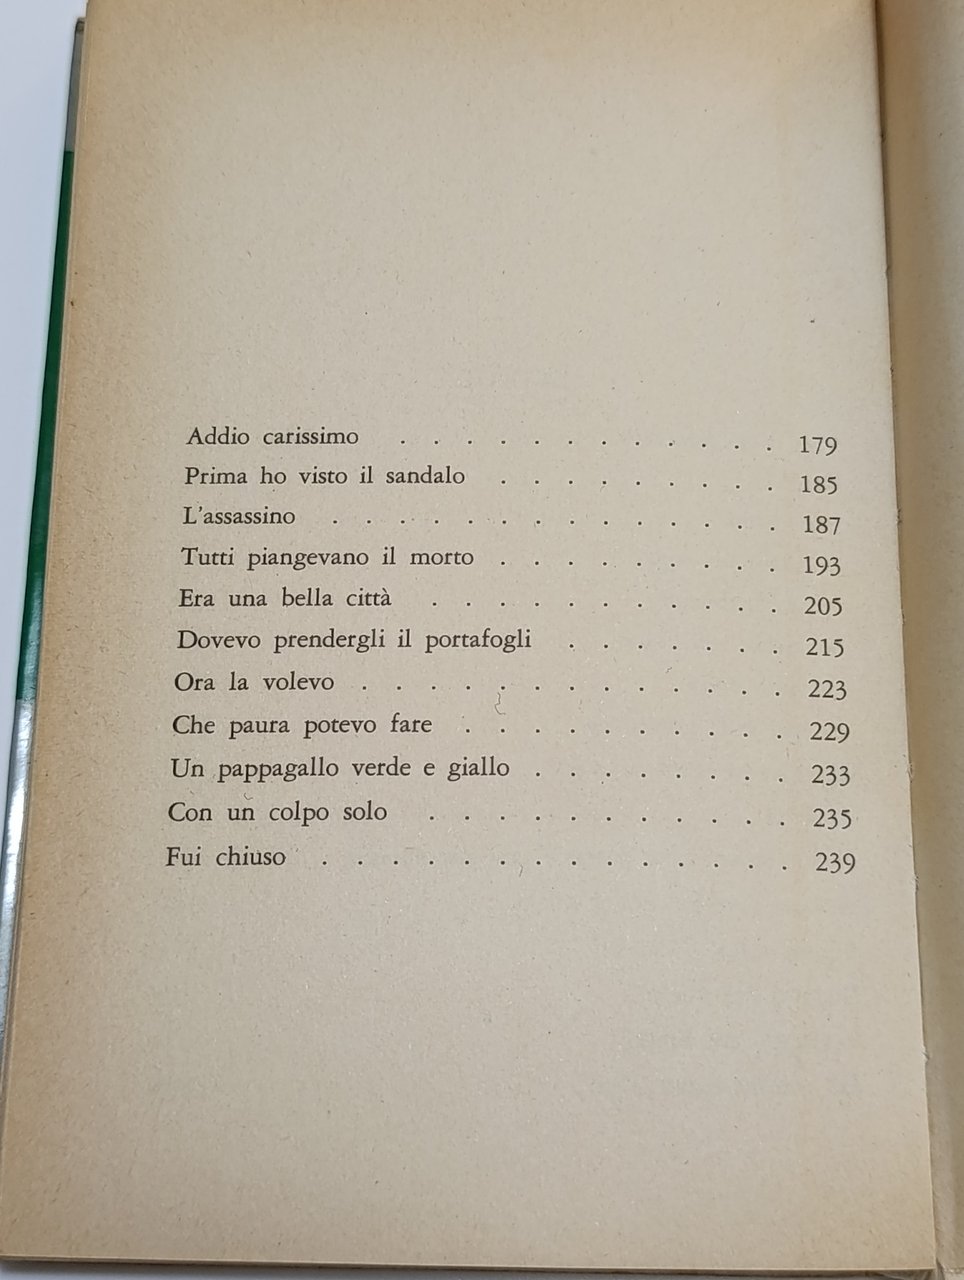 Addio carissimo . . . . . . . . . . . . 179
Prima ho visto il sandalo . . . . . . . . . 185
L'assassino . . . . . . . . . . . . . . 187
Tutti piangevano il morto . . . . . . . . . 193
Era una bella città . . . . . . . . . . . 205
Dovevo prendergli il portafogli . . . . . . . 215
Ora la volevo . . . . . . . . . . . . . 223
Che paura potevo fare . . . . . . . . . . 229
Un pappagallo verde e giallo . . . . . . . . 233
Con un colpo solo . . . . . . . . . . . 235
Fui chiuso . . . . . . . . . . . . . . 239